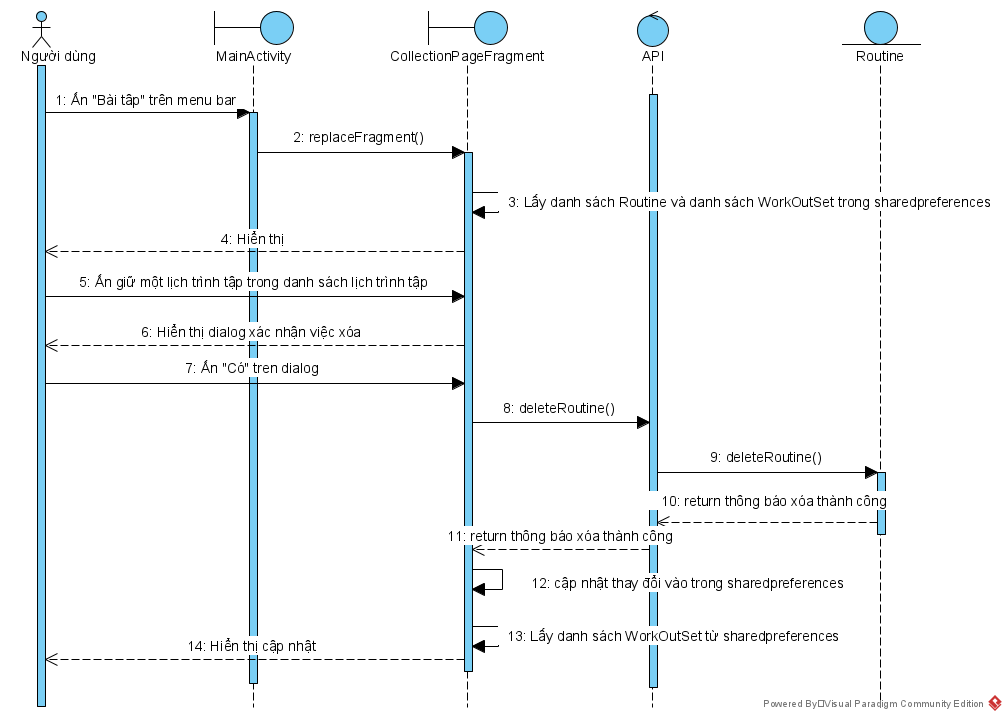 Người dùng
MainActivity
CollectionPageFragment
API
Routine
1: Ấn "Bài tập" trên menu bar
2: replaceFragment()
3: Lấy danh sách Routine và danh sách WorkOutSet trong sharedpreferences
4: Hiển thị
5: Ấn giữ một lịch trình tập trong danh sách lịch trình tập
6: Hiển thị dialog xác nhận việc xóa
7: Ấn "Có" tren dialog
8: deleteRoutine()
9: deleteRoutine()
10: return thông báo xóa thành công
11: return thông báo xóa thành công
12: cập nhật thay đổi vào trong sharedpreferences
13: Lấy danh sách WorkOutSet từ sharedpreferences
14: Hiển thị cập nhật
Powered By Visual Paradigm Community Edition